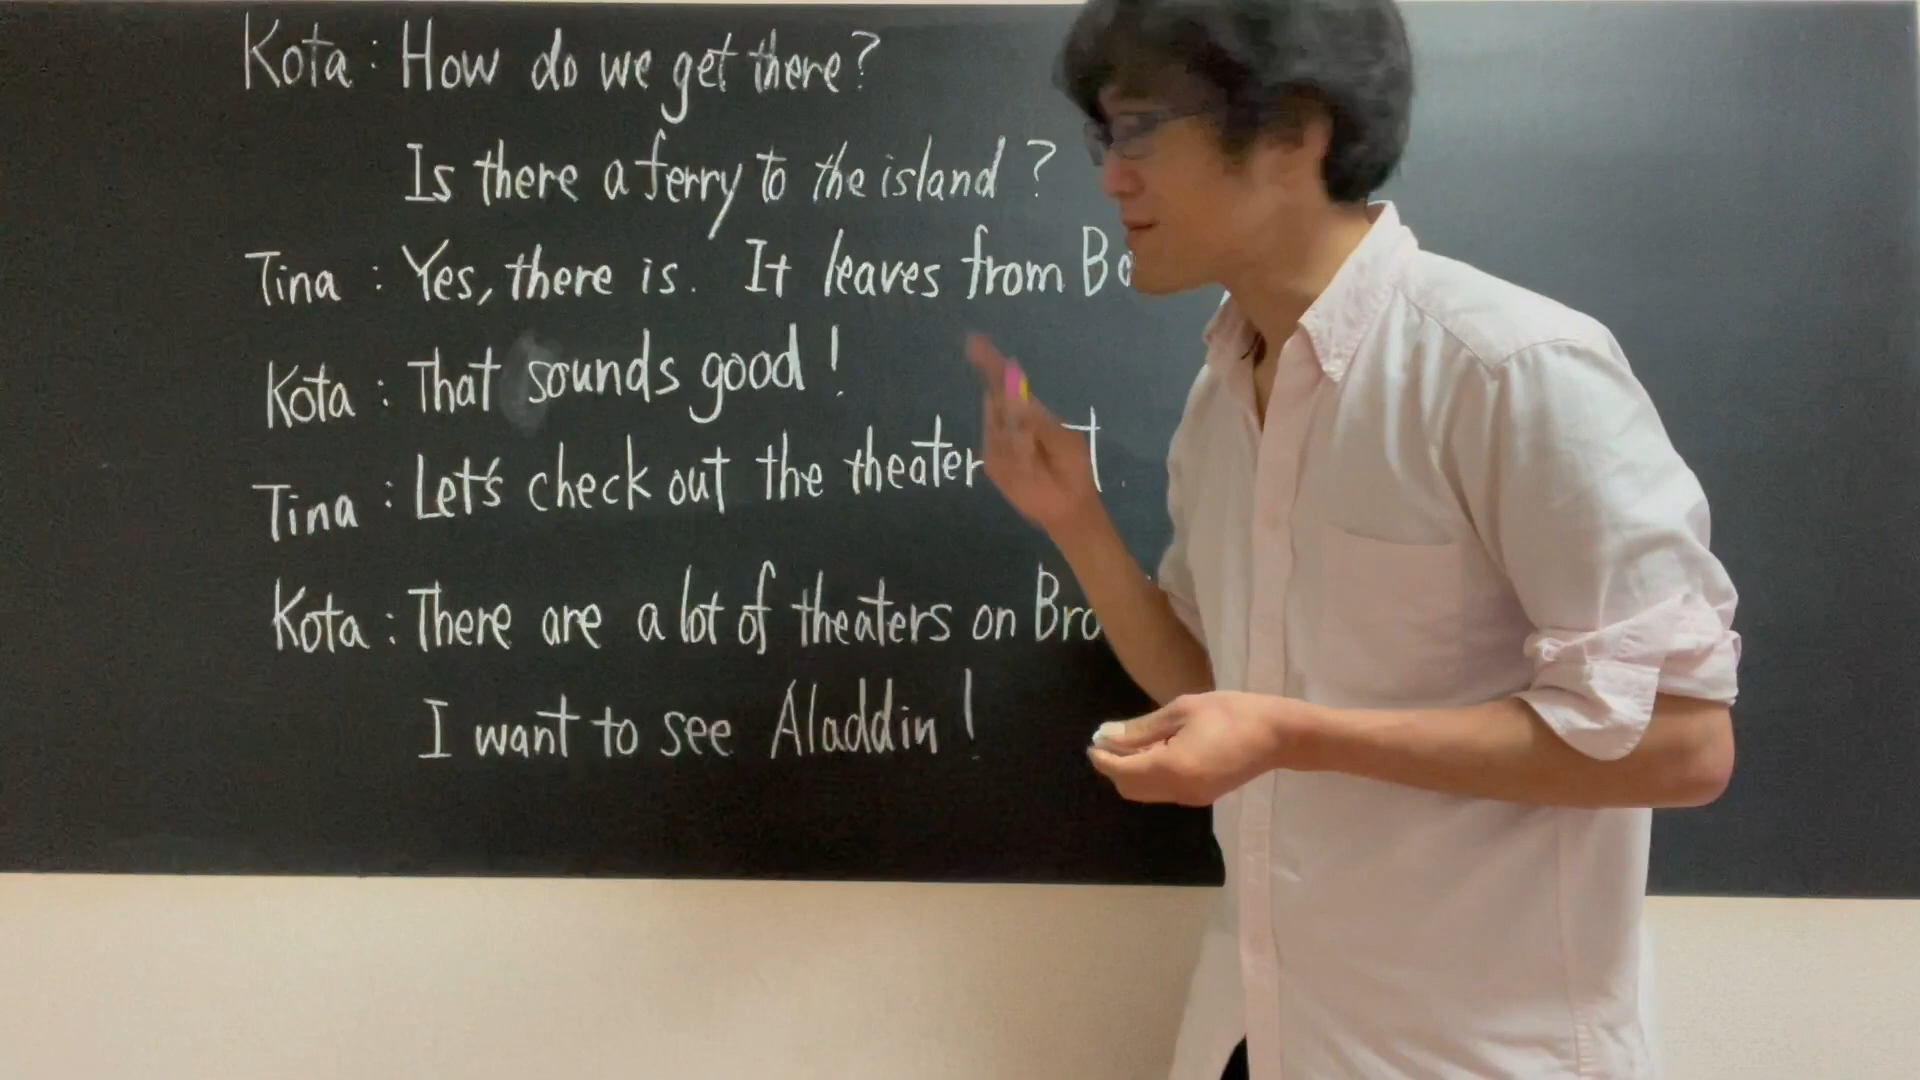 Kota : How do we get there?
Is there a ferry to the island?
Tina : Yes, there is. It leaves from
Kota : That sounds good!
Tina : Let's check out the theater
Kota : There are a lot of theaters on
I want to see Aladdin!